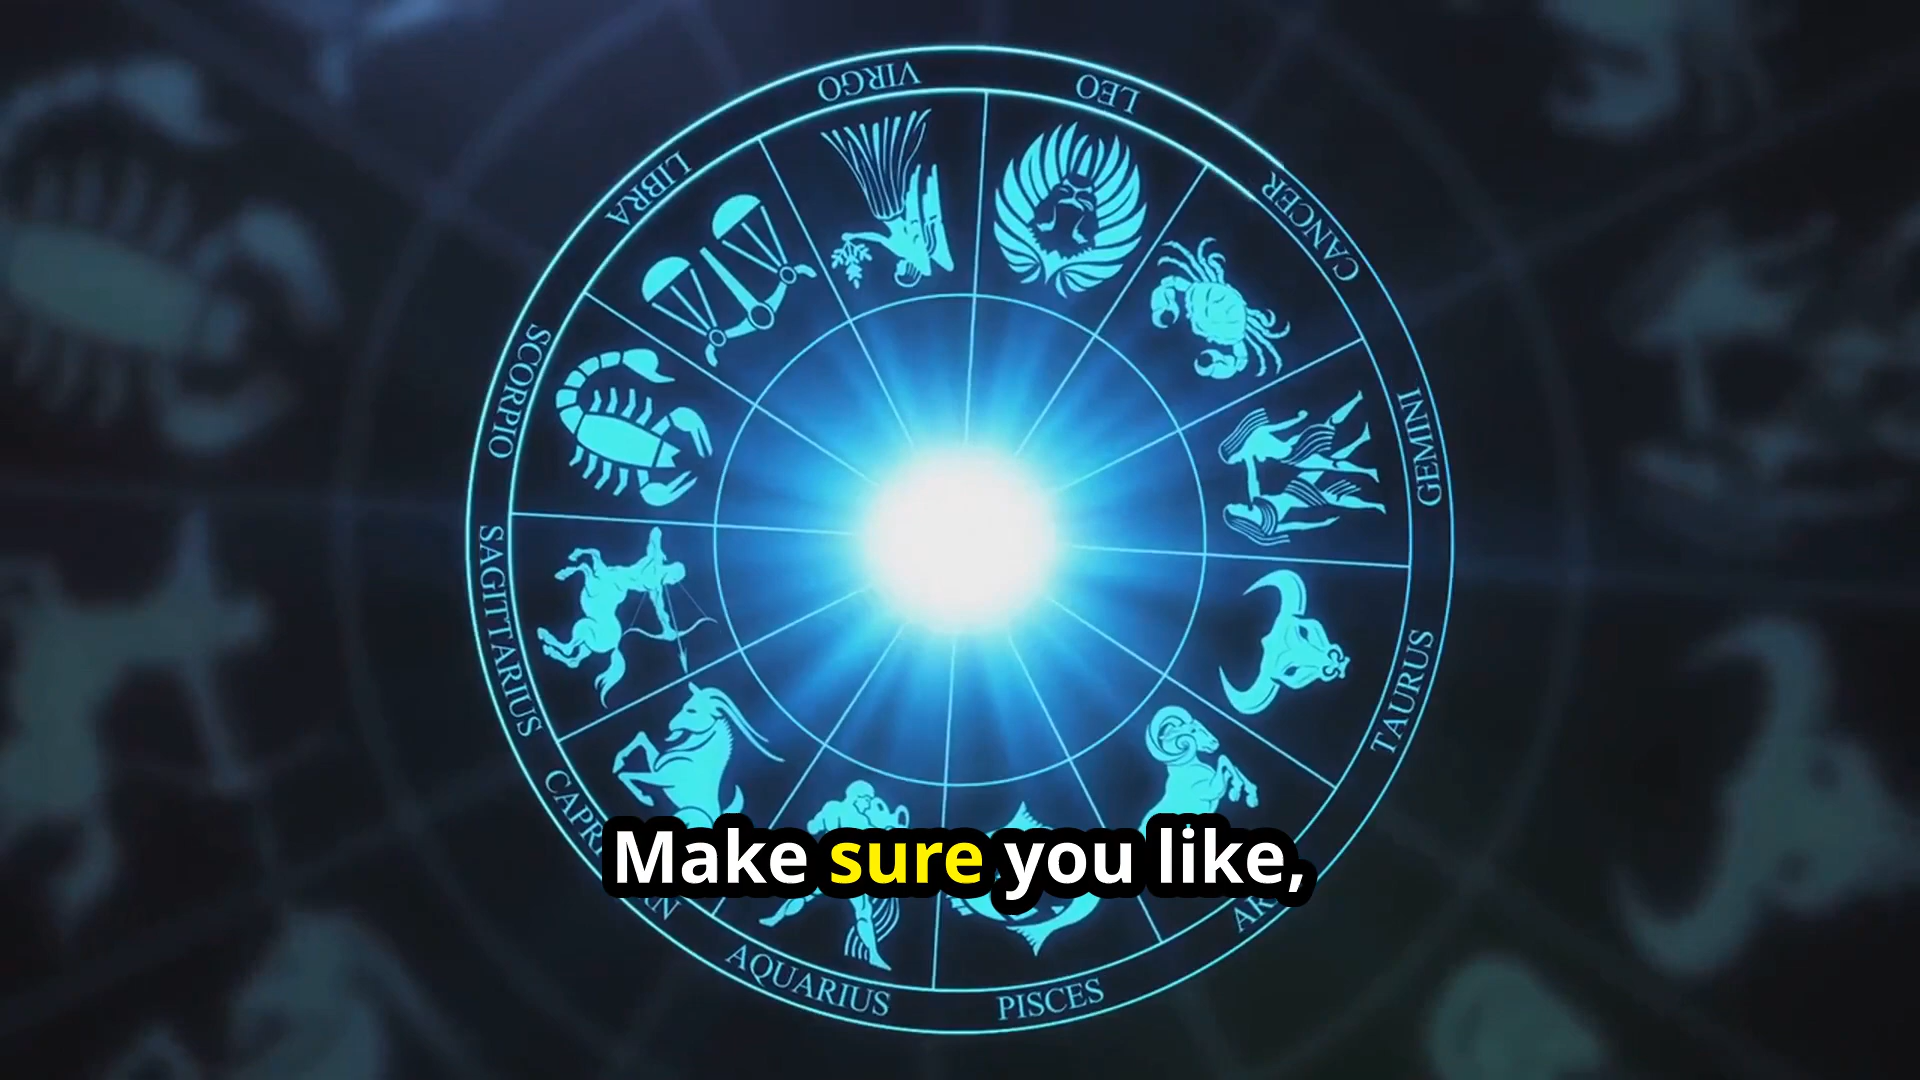 VIRGO
LEO
LIBRA
CANCER
SCORPIO
GEMINI
SAGITTARIUS
TAURUS
Make sure you like,
AQUARIUS
PISCES